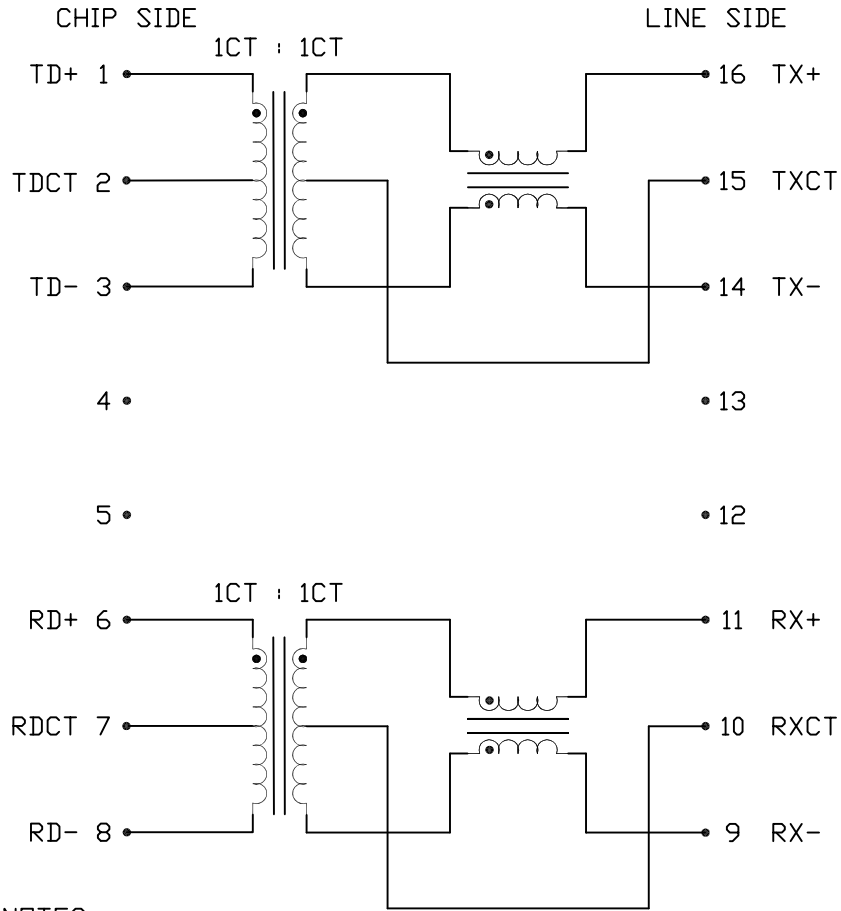 CHIP SIDE LINE SIDE
1CT : 1CT
TD+ 1 16 TX+
TDCT 2 15 TXCT
TD- 3 14 TX-
4 13
5 12
1CT : 1CT
RD+ 6 11 RX+
RDCT 7 10 RXCT
RD- 8 9 RX-